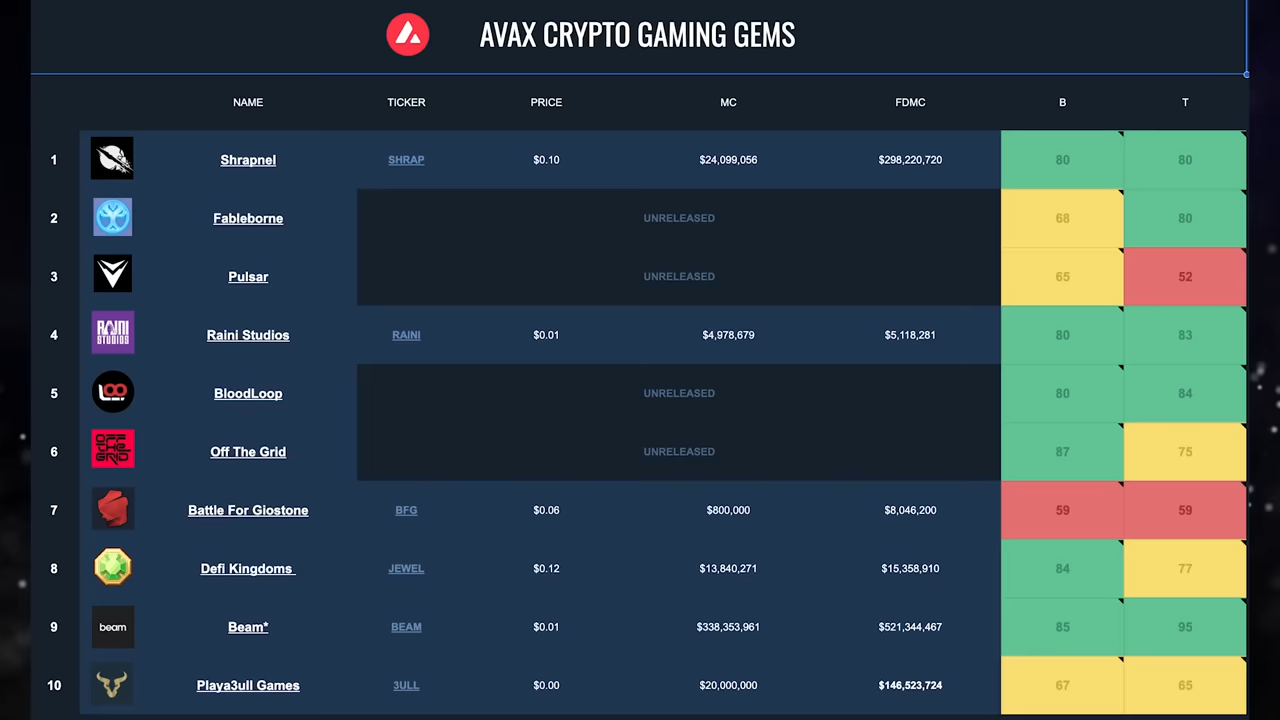 AVAX CRYPTO GAMING GEMS
NAME TICKER PRICE MC FDMC B T
1 Shrapnel SHRAP $0.10 $24,099,056 $298,220,720 80 80
2 Fableborne UNRELEASED 68 80
3 Pulsar UNRELEASED 65 52
4 RAINI STUDIOS Raini Studios RAINI $0.01 $4,978,679 $5,118,281 80 83
5 BloodLoop UNRELEASED 80 84
6 OFF THE GRID Off The Grid UNRELEASED 87 75
7 Battle For Giostone BFG $0.06 $800,000 $8,046,200 59 59
8 Defi Kingdoms JEWEL $0.12 $13,840,271 $15,358,910 84 77
9 beam Beam* BEAM $0.01 $338,353,961 $521,344,467 85 95
10 Playa3ull Games 3ULL $0.00 $20,000,000 $146,523,724 67 65